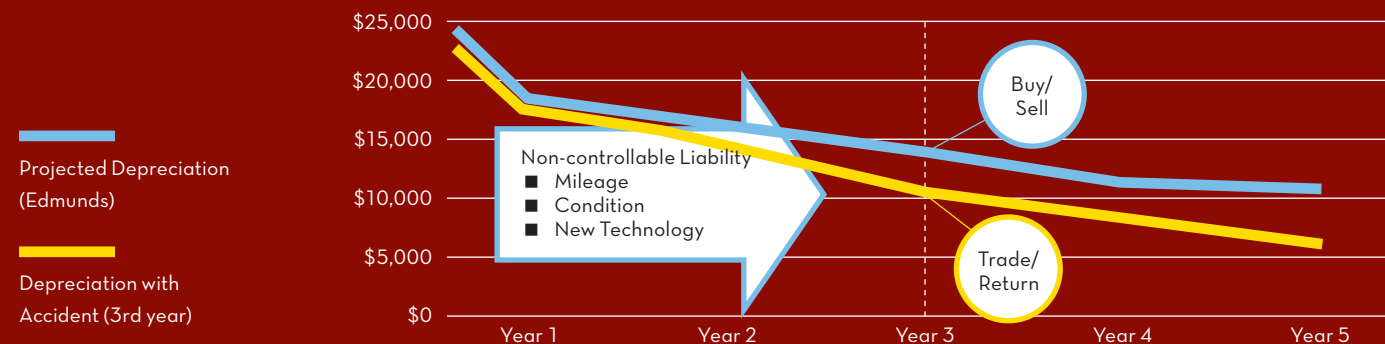 $25,000
$20,000
$15,000
$10,000
$5,000
$0
Projected Depreciation
(Edmunds)
Depreciation with
Accident (3rd year)
Non-controllable Liability
■ Mileage
■ Condition
■ New Technology
Buy/
Sell
Trade/
Return
Year 1 Year 2 Year 3 Year 4 Year 5